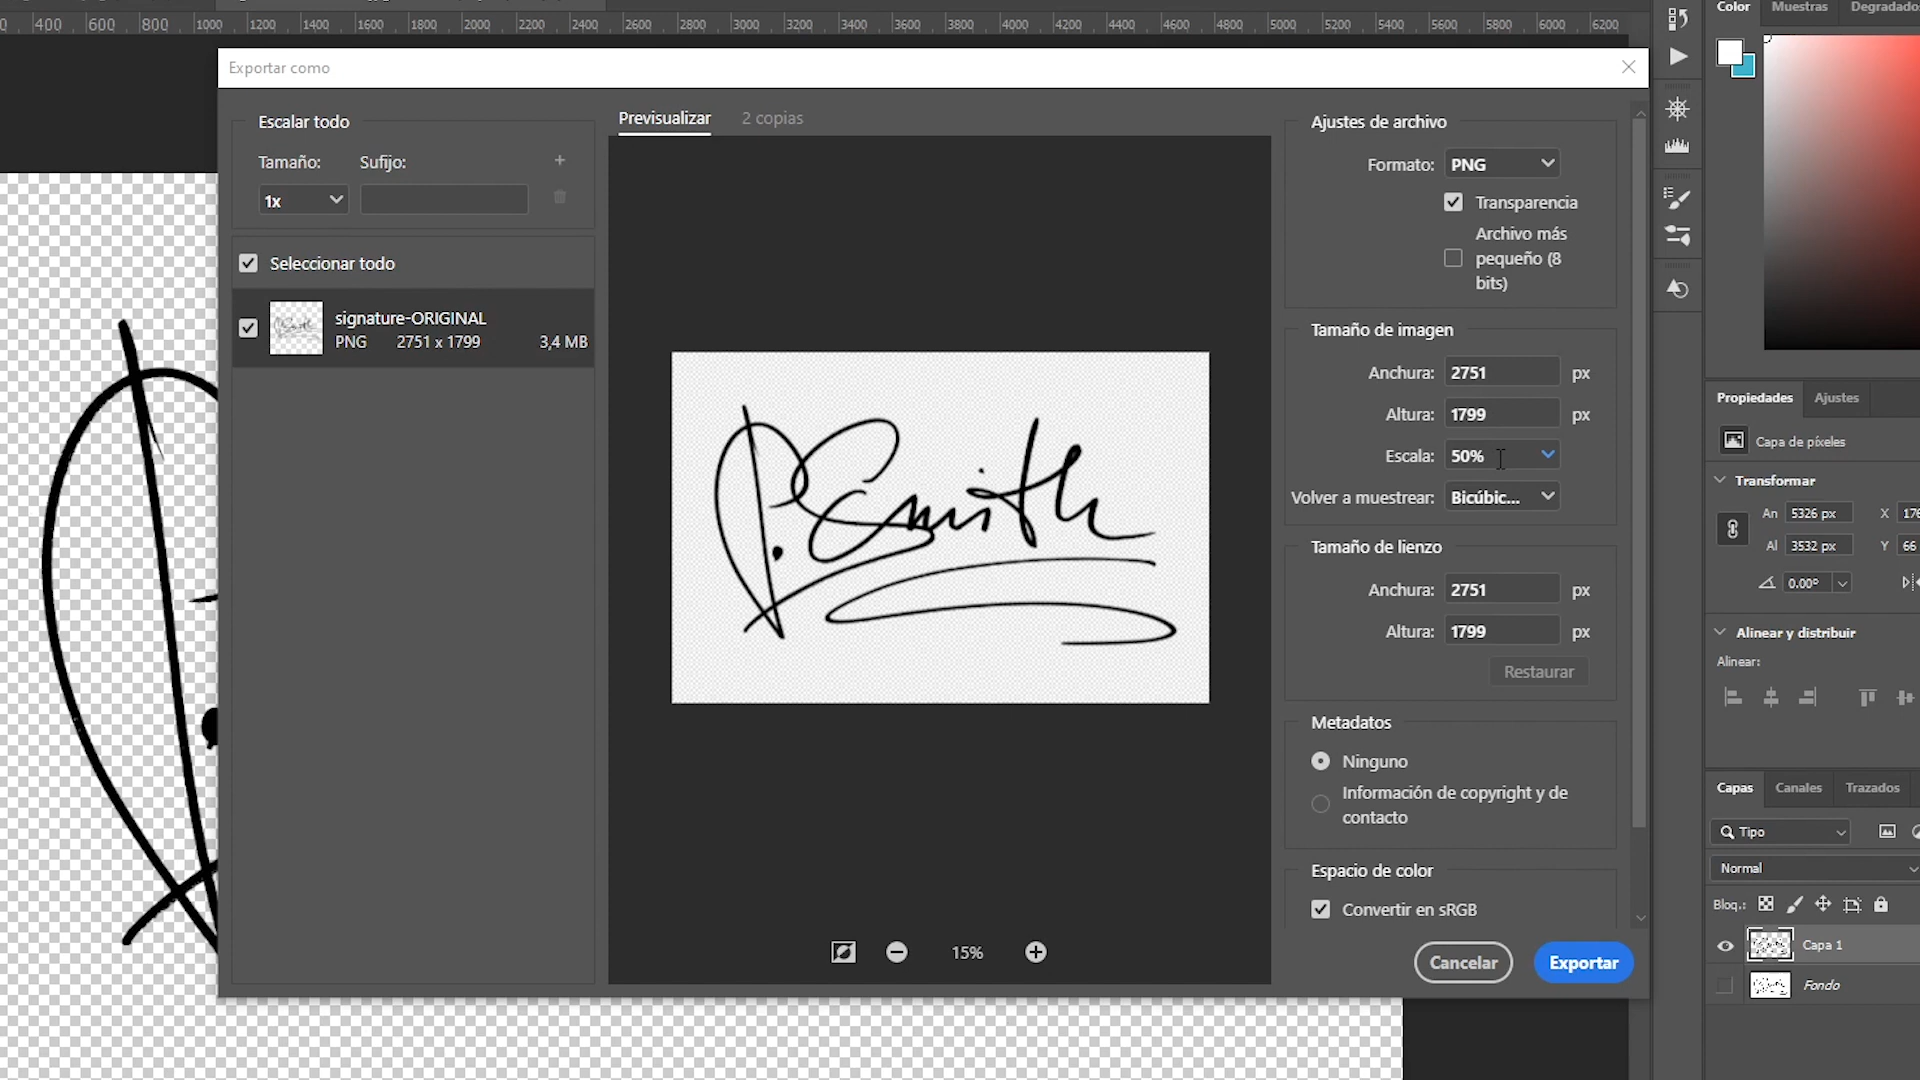 400 600 800 1000 1200 1400 1600 1800 2000 2200 2400 2600 2800 3000 3200 3400 3600 3800 4000 4200 4400 4600 4800 5000 5200 5400 5600 5800 6000 6200
Color Muestras Degradado
Exportar como
Escalar todo
Tamaño: Sufijo:
1x
Seleccionar todo
signature-ORIGINAL
PNG 2751 x 1799 3,4 MB
Previsualizar 2 copias
J. Smith
15%
Ajustes de archivo
Formato: PNG
Transparencia
Archivo más
pequeño (8
bits)
Tamaño de imagen
Anchura: 2751 px
Altura: 1799 px
Escala: 50%
Volver a muestrear: Bicúbic...
Tamaño de lienzo
Anchura: 2751 px
Altura: 1799 px
Restaurar
Metadatos
Ninguno
Información de copyright y de
contacto
Espacio de color
Convertir en sRGB
Cancelar Exportar
Propiedades Ajustes
Capa de píxeles
Transformar
An 5326 px X 176
Al 3532 px Y 66
0.00°
Alinear y distribuir
Alinear:
Capas Canales Trazados
Tipo
Normal
Bloq.:
Capa 1
Fondo